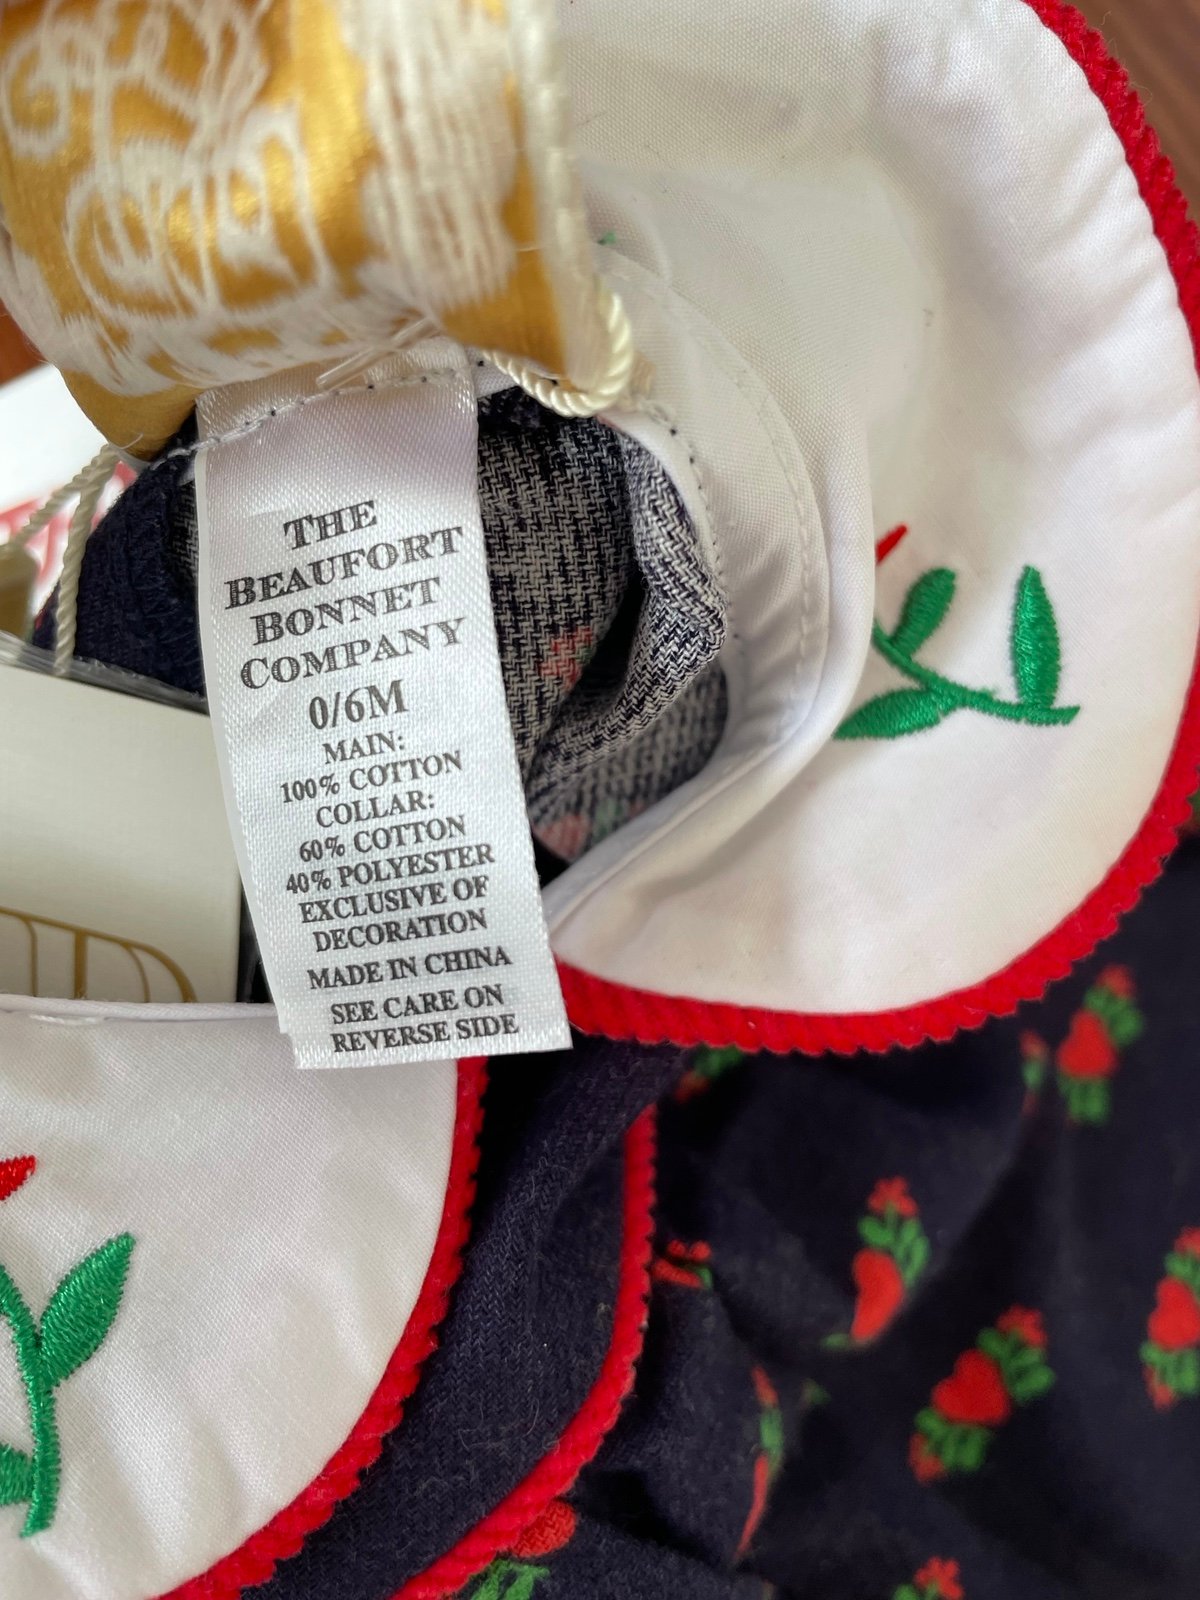 THE
BEAUFORT
BONNET
COMPANY
0/6M
MAIN:
100% COTTON
COLLAR:
60% COTTON
40% POLYESTER
EXCLUSIVE OF
DECORATION
MADE IN CHINA
SEE CARE ON
REVERSE SIDE